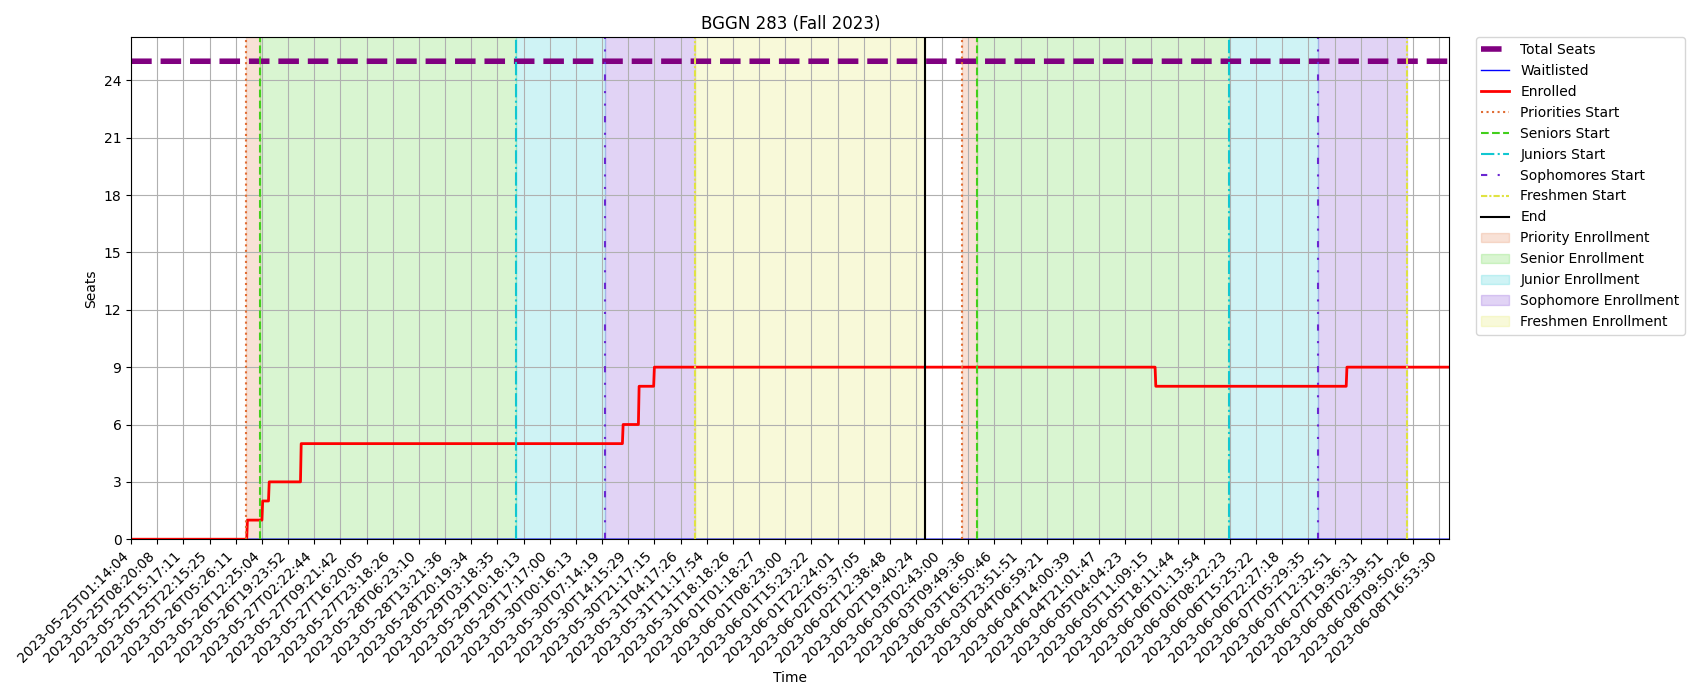 BGGN 283 (Fall 2023)
Seats
24
21
18
15
12
9
6
3
0
2023-05-25T01:14:04
2023-05-25T08:20:08
2023-05-25T15:17:11
2023-05-25T22:15:25
2023-05-26T05:26:11
2023-05-26T12:25:04
2023-05-26T19:23:52
2023-05-27T02:22:44
2023-05-27T09:21:42
2023-05-27T16:20:05
2023-05-27T23:18:26
2023-05-28T06:23:10
2023-05-28T13:21:36
2023-05-28T20:19:34
2023-05-29T03:18:35
2023-05-29T10:18:13
2023-05-29T17:17:00
2023-05-30T00:16:13
2023-05-30T07:14:19
2023-05-30T14:15:29
2023-05-30T21:17:15
2023-05-31T04:17:26
2023-05-31T11:17:54
2023-05-31T18:18:26
2023-06-01T01:18:27
2023-06-01T08:23:00
2023-06-01T15:23:22
2023-06-01T22:24:01
2023-06-02T05:37:05
2023-06-02T12:38:48
2023-06-02T19:40:24
2023-06-03T02:43:00
2023-06-03T09:49:36
2023-06-03T16:50:46
2023-06-03T23:51:51
2023-06-04T06:59:21
2023-06-04T14:00:39
2023-06-04T21:01:47
2023-06-05T04:04:23
2023-06-05T11:09:15
2023-06-05T18:11:44
2023-06-06T01:13:54
2023-06-06T08:22:23
2023-06-06T15:25:22
2023-06-06T22:27:18
2023-06-07T05:29:35
2023-06-07T12:32:51
2023-06-07T19:36:31
2023-06-08T02:39:51
2023-06-08T09:50:26
2023-06-08T16:53:30
Time
Total Seats
Waitlisted
Enrolled
Priorities Start
Seniors Start
Juniors Start
Sophomores Start
Freshmen Start
End
Priority Enrollment
Senior Enrollment
Junior Enrollment
Sophomore Enrollment
Freshmen Enrollment